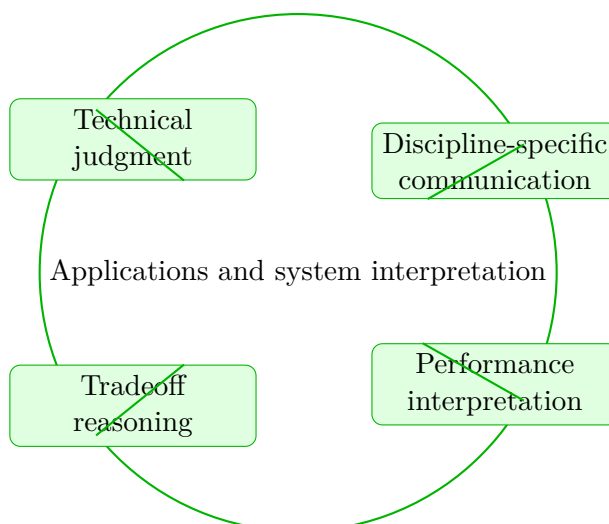 Technical
judgment
Discipline-specific
communication
Applications and system interpretation
Tradeoff
reasoning
Performance
interpretation